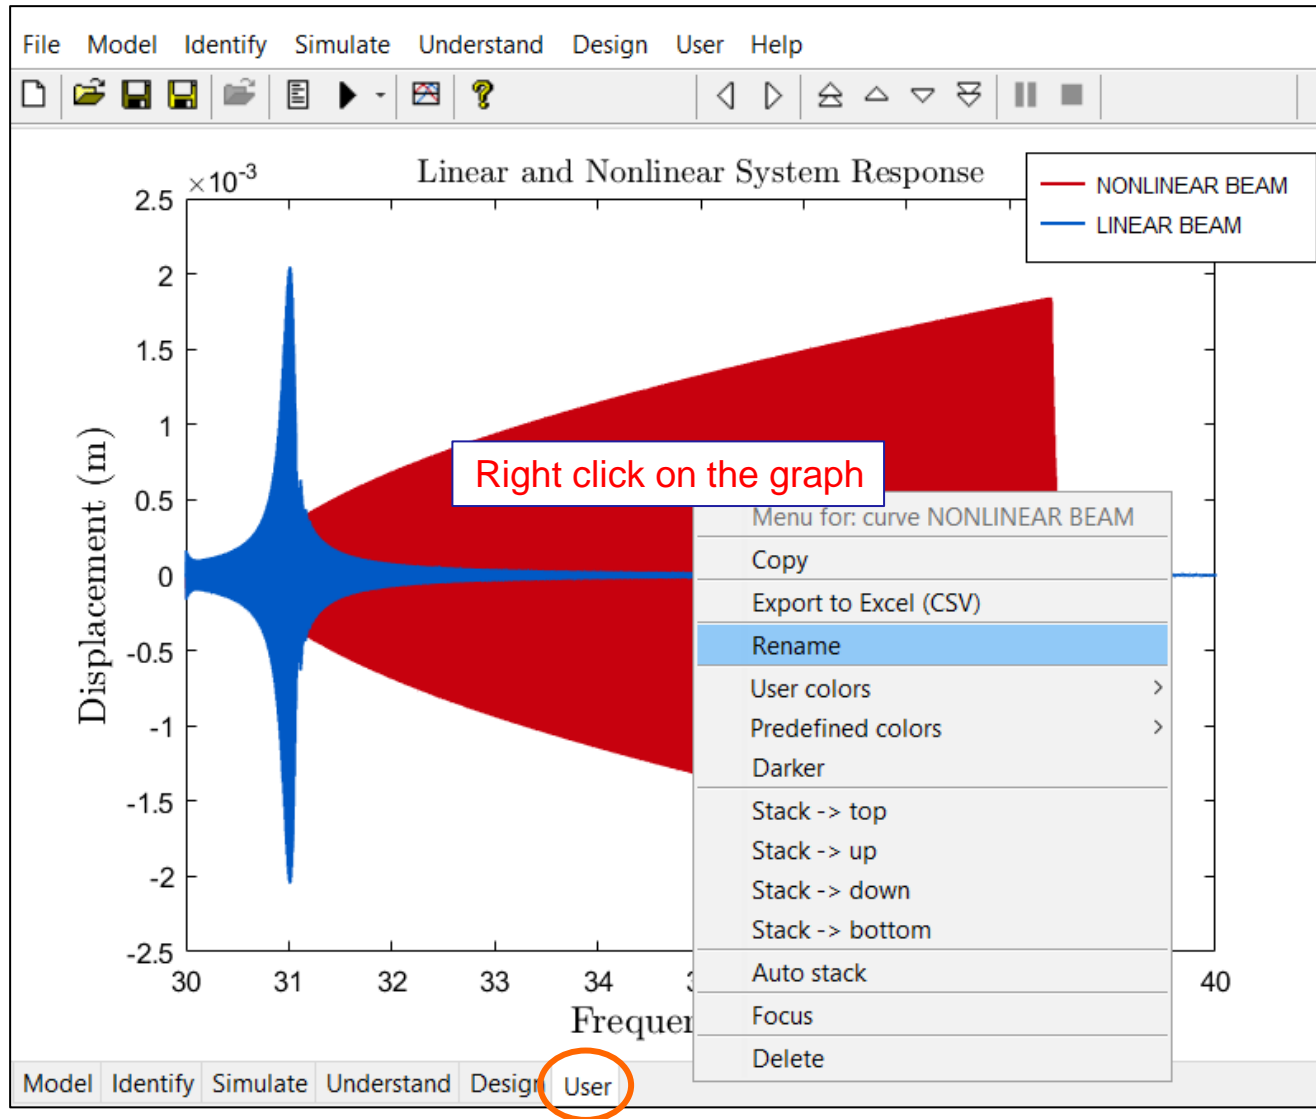 File Model Identify Simulate Understand Design User Help
×10-3
Linear and Nonlinear System Response
NONLINEAR BEAM
LINEAR BEAM
2.5
2
1.5
1
0.5
0
-0.5
-1
-1.5
-2
-2.5
Displacement (m)
Right click on the graph
Menu for: curve NONLINEAR BEAM
Copy
Export to Excel (CSV)
Rename
User colors
Predefined colors
Darker
Stack -> top
Stack -> up
Stack -> down
Stack -> bottom
Auto stack
Focus
Delete
30 31 32 33 34 40
Model Identify Simulate Understand Design User